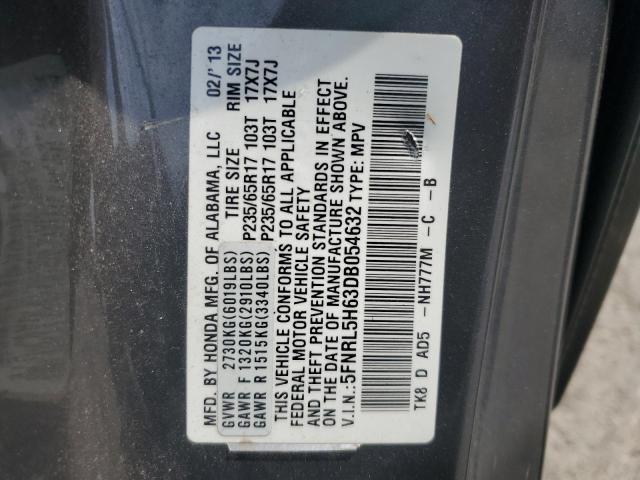 MFD. BY HONDA MFG. OF ALABAMA, LLC 02/'13
TIRE SIZE RIM SIZE
GVWR 2730KG(6019LBS)
GAWR F 1320KG(2910LBS) P235/65R17 103T 17X7J
GAWR R 1515KG(3340LBS) P235/65R17 103T 17X7J
THIS VEHICLE CONFORMS TO ALL APPLICABLE
FEDERAL MOTOR VEHICLE SAFETY
AND THEFT PREVENTION STANDARDS IN EFFECT
ON THE DATE OF MANUFACTURE SHOWN ABOVE.
V.I.N.:5FNRL5H63DB054632 TYPE: MPV
TK8 D AD5 -NH777M -C -B